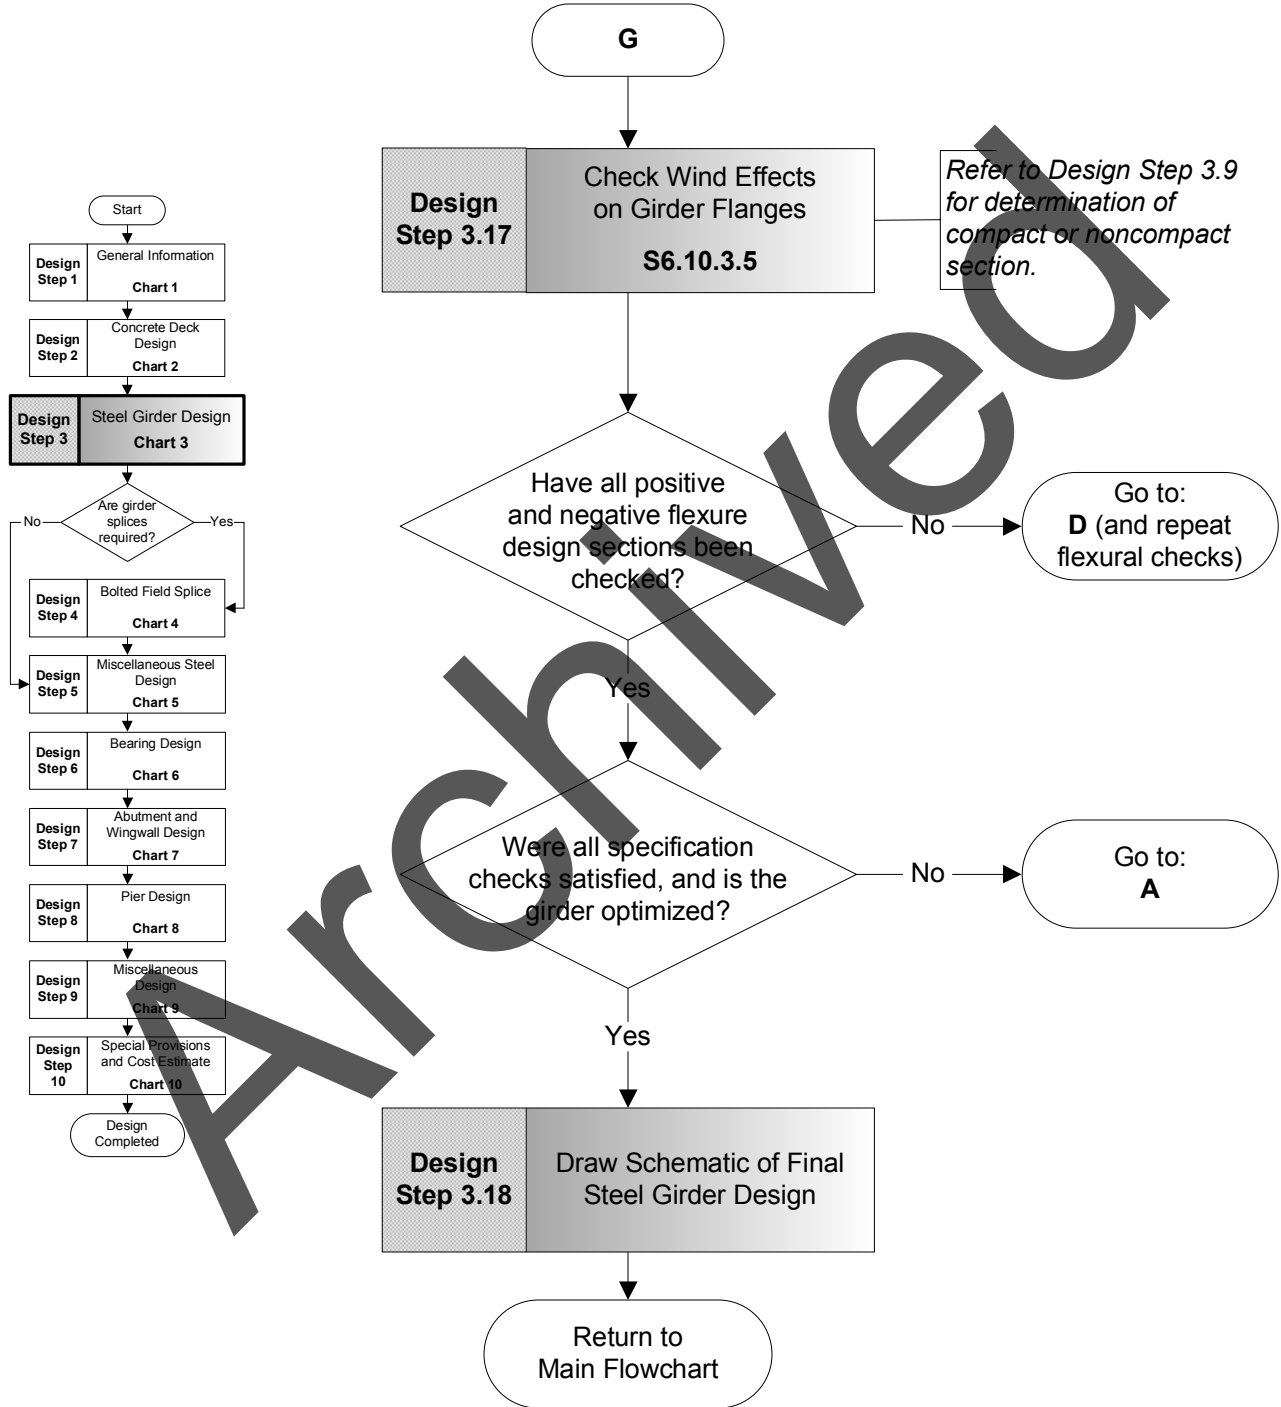 G
Design
Step 3.17
Check Wind Effects
on Girder Flanges
S6.10.3.5
Refer to Design Step 3.9
for determination of
compact or noncompact
section.
Have all positive
and negative flexure
design sections been
checked?
No
Go to:
D (and repeat
flexural checks)
Yes
Were all specification
checks satisfied, and is the
girder optimized?
No
Go to:
A
Yes
Design
Step 3.18
Draw Schematic of Final
Steel Girder Design
Return to
Main Flowchart
Start
Design
Step 1
General Information
Chart 1
Design
Step 2
Concrete Deck
Design
Chart 2
Design
Step 3
Steel Girder Design
Chart 3
Are girder
splices
required?
No
Yes
Design
Step 4
Bolted Field Splice
Chart 4
Design
Step 5
Miscellaneous Steel
Design
Chart 5
Design
Step 6
Bearing Design
Chart 6
Design
Step 7
Abutment and
Wingwall Design
Chart 7
Design
Step 8
Pier Design
Chart 8
Design
Step 9
Miscellaneous
Design
Chart 9
Design
Step
10
Special Provisions
and Cost Estimate
Chart 10
Design
Completed
Archived